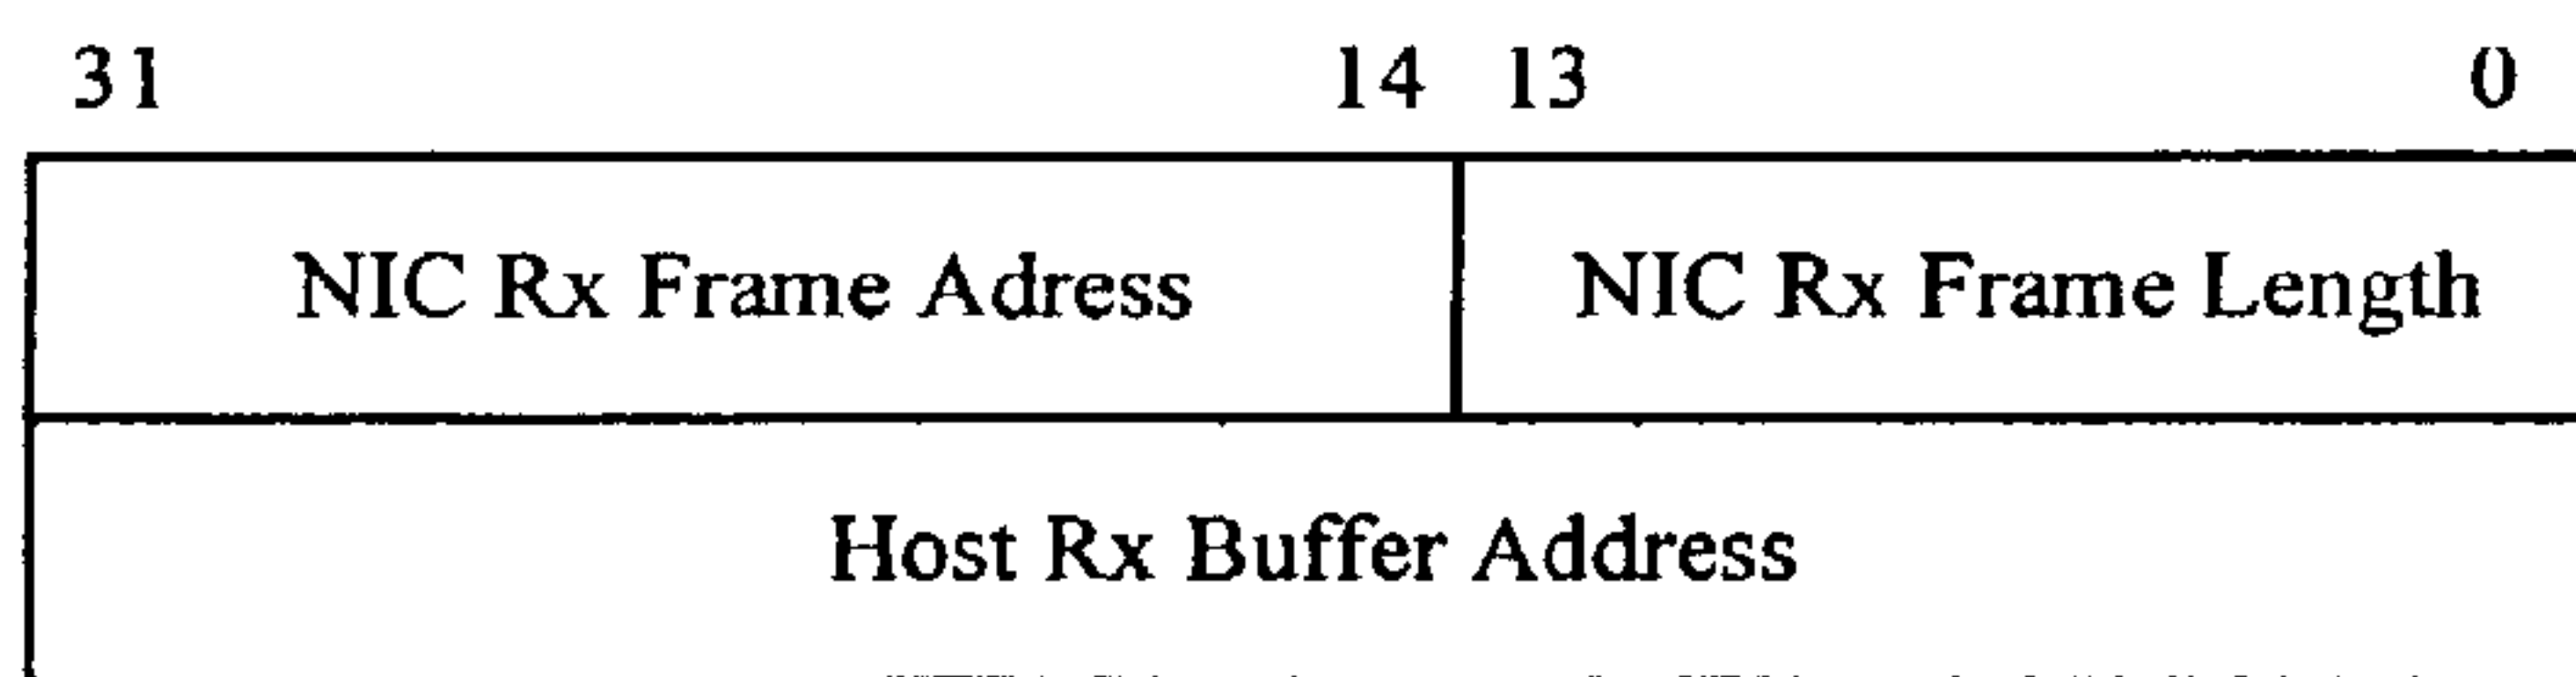 31 14 13 0
NIC Rx Frame Adress NIC Rx Frame Length
Host Rx Buffer Address